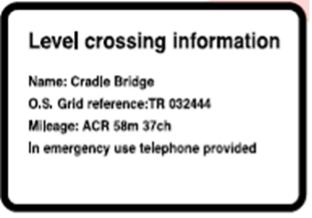 Level crossing information
Name: Cradle Bridge
O.S. Grid reference:TR 032444
Mileage: ACR 58m 37ch
In emergency use telephone provided